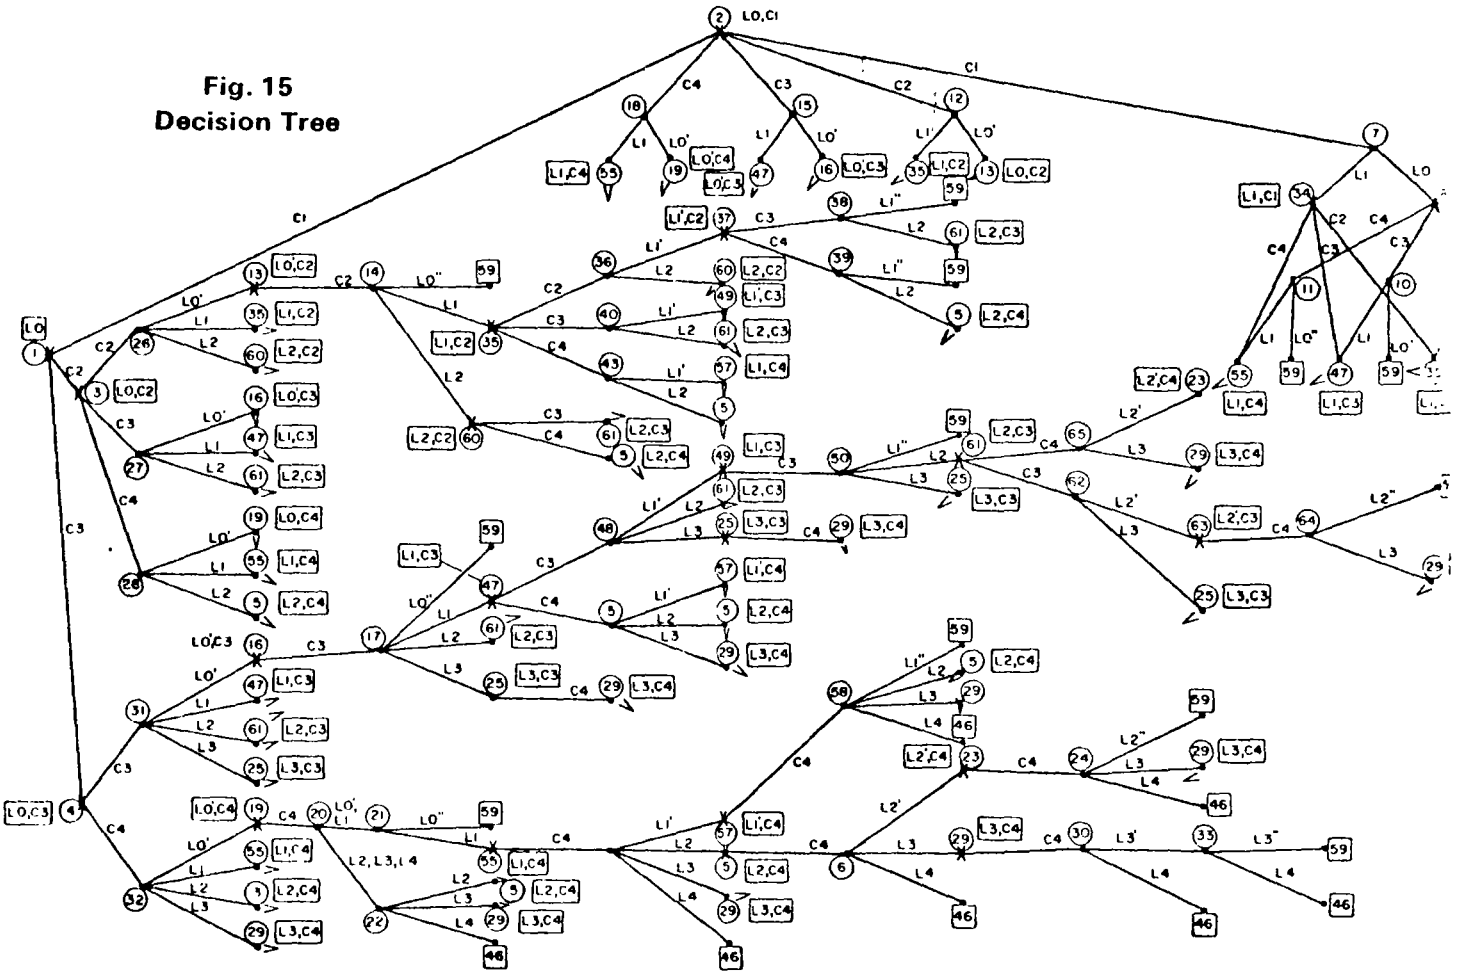 2 L0,C1
Fig. 15
Decision Tree
C1
C4
C3
C2
C1
18
15
12
7
L1
L0'
L1
L0'
L1'
L0'
L1
L0
L1,C4
55
19
L0',C4
L0',C3
47
16
L0',C3
35
L1,C2
13
L0,C2
59
L1,C1
34
C2
C4
C4
C3
C3
11
10
L1
L0"
L1
L0'
55
59
47
59
L1,C4
L1,C3
L1',C2
37
C3
38
L1"
L2
61
L2,C3
C4
39
L1"
59
L2
5
L2,C4
L0
1
C2
C3
C2
3
L0,C2
26
L0'
13
L0',C2
L1
35
L1,C2
L2
60
L2,C2
C2
14
L0"
59
L1
L2
L1,C2
35
C2
36
L1'
L2
60
L2,C2
49
L1',C3
C3
40
L1'
L2
61
L2,C3
C4
43
L1'
57
L1,C4
L2
5
L2,C2
60
C3
61
L2,C3
C4
5
L2,C4
C3
27
L0'
16
L0',C3
L1
47
L1,C3
L2
61
L2,C3
C4
28
L0'
19
L0,C4
L1
55
L1,C4
L2
5
L2,C4
49
L1,C3
C3
50
L1"
59
L2
61
L2,C3
L3
25
L3,C3
C4
65
L2'
L2',C4
23
L3
29
L3,C4
C3
62
L2'
63
L2',C3
L3
25
L3,C3
C4
64
L2"
L3
29
L1'
61
L2,C3
L2
48
L3
25
L3,C3
C4
29
L3,C4
59
L1,C3
47
C3
C4
5
L1'
57
L1',C4
L2
5
L2,C4
L3
29
L3,C4
L0',C3
16
C3
17
L0"
L1
L2
61
L2,C3
L3
25
C4
29
L3,C4
L3,C3
31
L0'
L1
47
L1,C3
L2
61
L2,C3
L3
25
L3,C3
C3
L0,C3
4
C4
32
L0'
L0',C4
19
L1
55
L1,C4
L2
L2,C4
L3
29
L3,C4
C4
20
L0',
L1
21
L0"
59
L1
55
L1,C4
L2,L3,L4
22
L2
5
L2,C4
L3
29
L3,C4
L4
46
C4
L1'
57
L1',C4
L2
5
L2,C4
L3
29
L3,C4
L4
46
C4
58
L1"
59
L2
5
L2,C4
L3
29
L4
46
C4
6
L2'
L2',C4
23
C4
24
L2"
59
L3
29
L3,C4
L4
46
L3
29
L3,C4
L4
46
C4
30
L3'
33
L3"
59
L4
46
L4
46